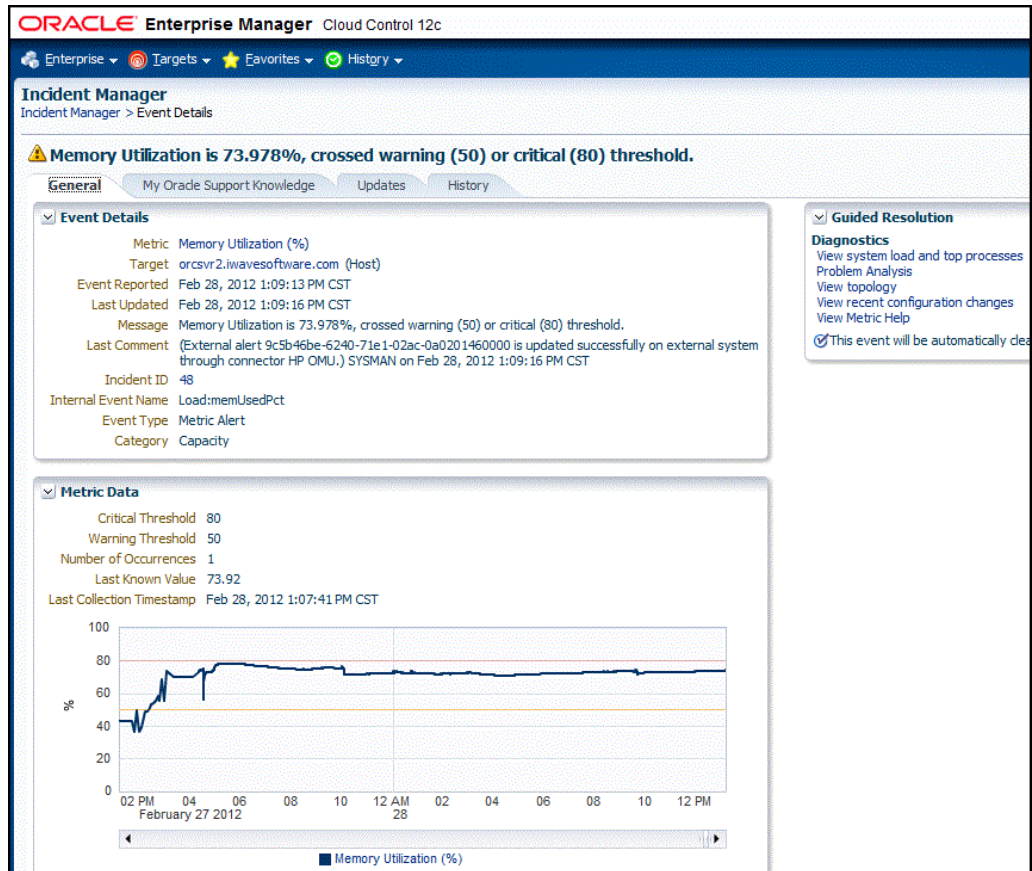 ORACLE Enterprise Manager Cloud Control 12c
Enterprise Targets Favorites History
Incident Manager
Incident Manager > Event Details
Memory Utilization is 73.978%, crossed warning (50) or critical (80) threshold.
General My Oracle Support Knowledge Updates History
Event Details
Metric Memory Utilization (%)
Target orcsvr2.iwavesoftware.com (Host)
Event Reported Feb 28, 2012 1:09:13 PM CST
Last Updated Feb 28, 2012 1:09:16 PM CST
Message Memory Utilization is 73.978%, crossed warning (50) or critical (80) threshold.
Last Comment (External alert 9c5b46be-6240-71e1-02ac-0a0201460000 is updated successfully on external system
through connector HP OMU.) SYSMAN on Feb 28, 2012 1:09:16 PM CST
Incident ID 48
Internal Event Name Load:memUsedPct
Event Type Metric Alert
Category Capacity
Guided Resolution
Diagnostics
View system load and top processes
Problem Analysis
View topology
View recent configuration changes
View Metric Help
This event will be automatically clea
Metric Data
Critical Threshold 80
Warning Threshold 50
Number of Occurrences 1
Last Known Value 73.92
Last Collection Timestamp Feb 28, 2012 1:07:41 PM CST
100
80
60
%
40
20
0
02 PM 04 06 08 10 12 AM 02 04 06 08 10 12 PM
February 27 2012 28
Memory Utilization (%)